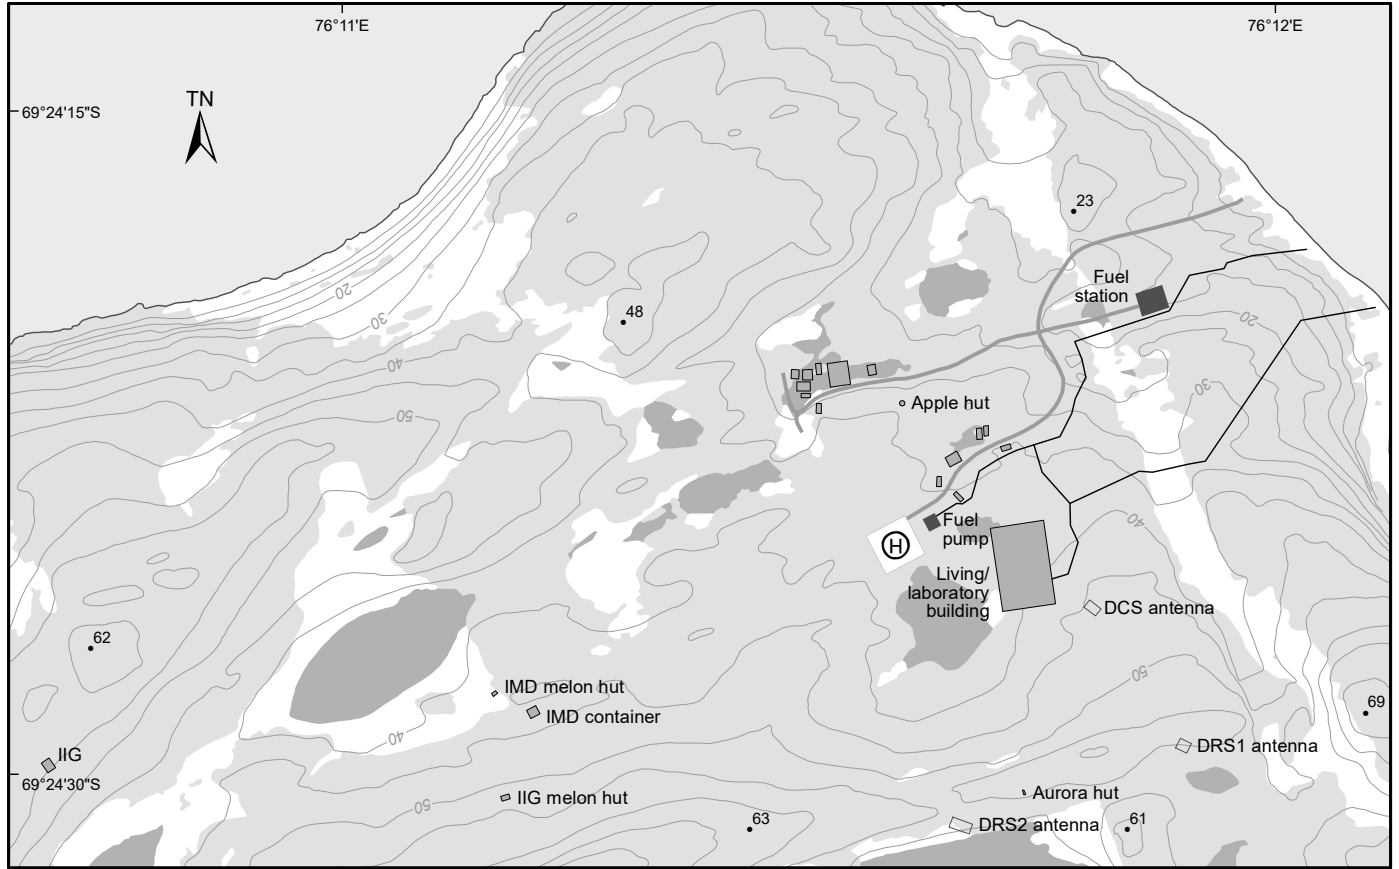 76°11'E
76°12'E
69°24'15"S
TN
23
Fuel
station
20
30
48
20
40
30
50
Apple hut
40
Fuel
pump
Living/
laboratory
building
DCS antenna
62
50
IMD melon hut
IMD container
69
40
DRS1 antenna
IIG
69°24'30"S
Aurora hut
IIG melon hut
50
63
DRS2 antenna
61
H